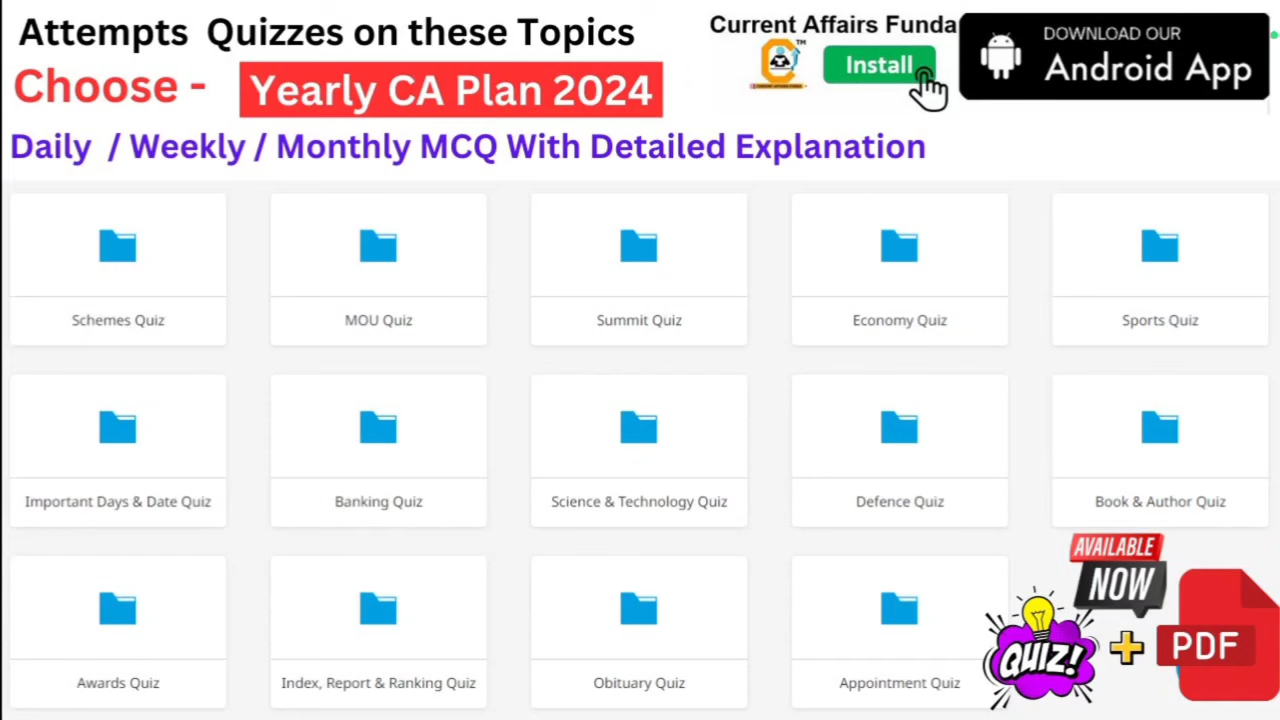 Attempts Quizzes on these Topics
Choose - Yearly CA Plan 2024
Daily / Weekly / Monthly MCQ With Detailed Explanation
Current Affairs Funda
TM
Install
DOWNLOAD OUR
Android App
Schemes Quiz
MOU Quiz
Summit Quiz
Economy Quiz
Sports Quiz
Important Days & Date Quiz
Banking Quiz
Science & Technology Quiz
Defence Quiz
Book & Author Quiz
Awards Quiz
Index, Report & Ranking Quiz
Obituary Quiz
Appointment Quiz
AVAILABLE
NOW
QUIZ!
+
PDF